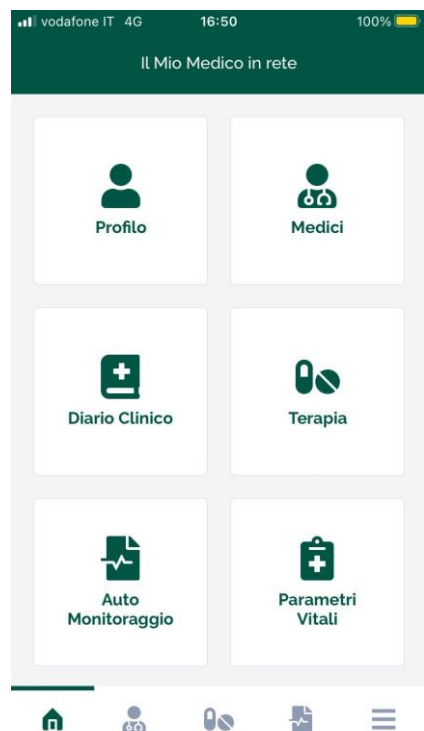 vodafone IT 4G 16:50 100%
Il Mio Medico in rete
Profilo
Medici
Diario Clinico
Terapia
Auto
Monitoraggio
Parametri
Vitali